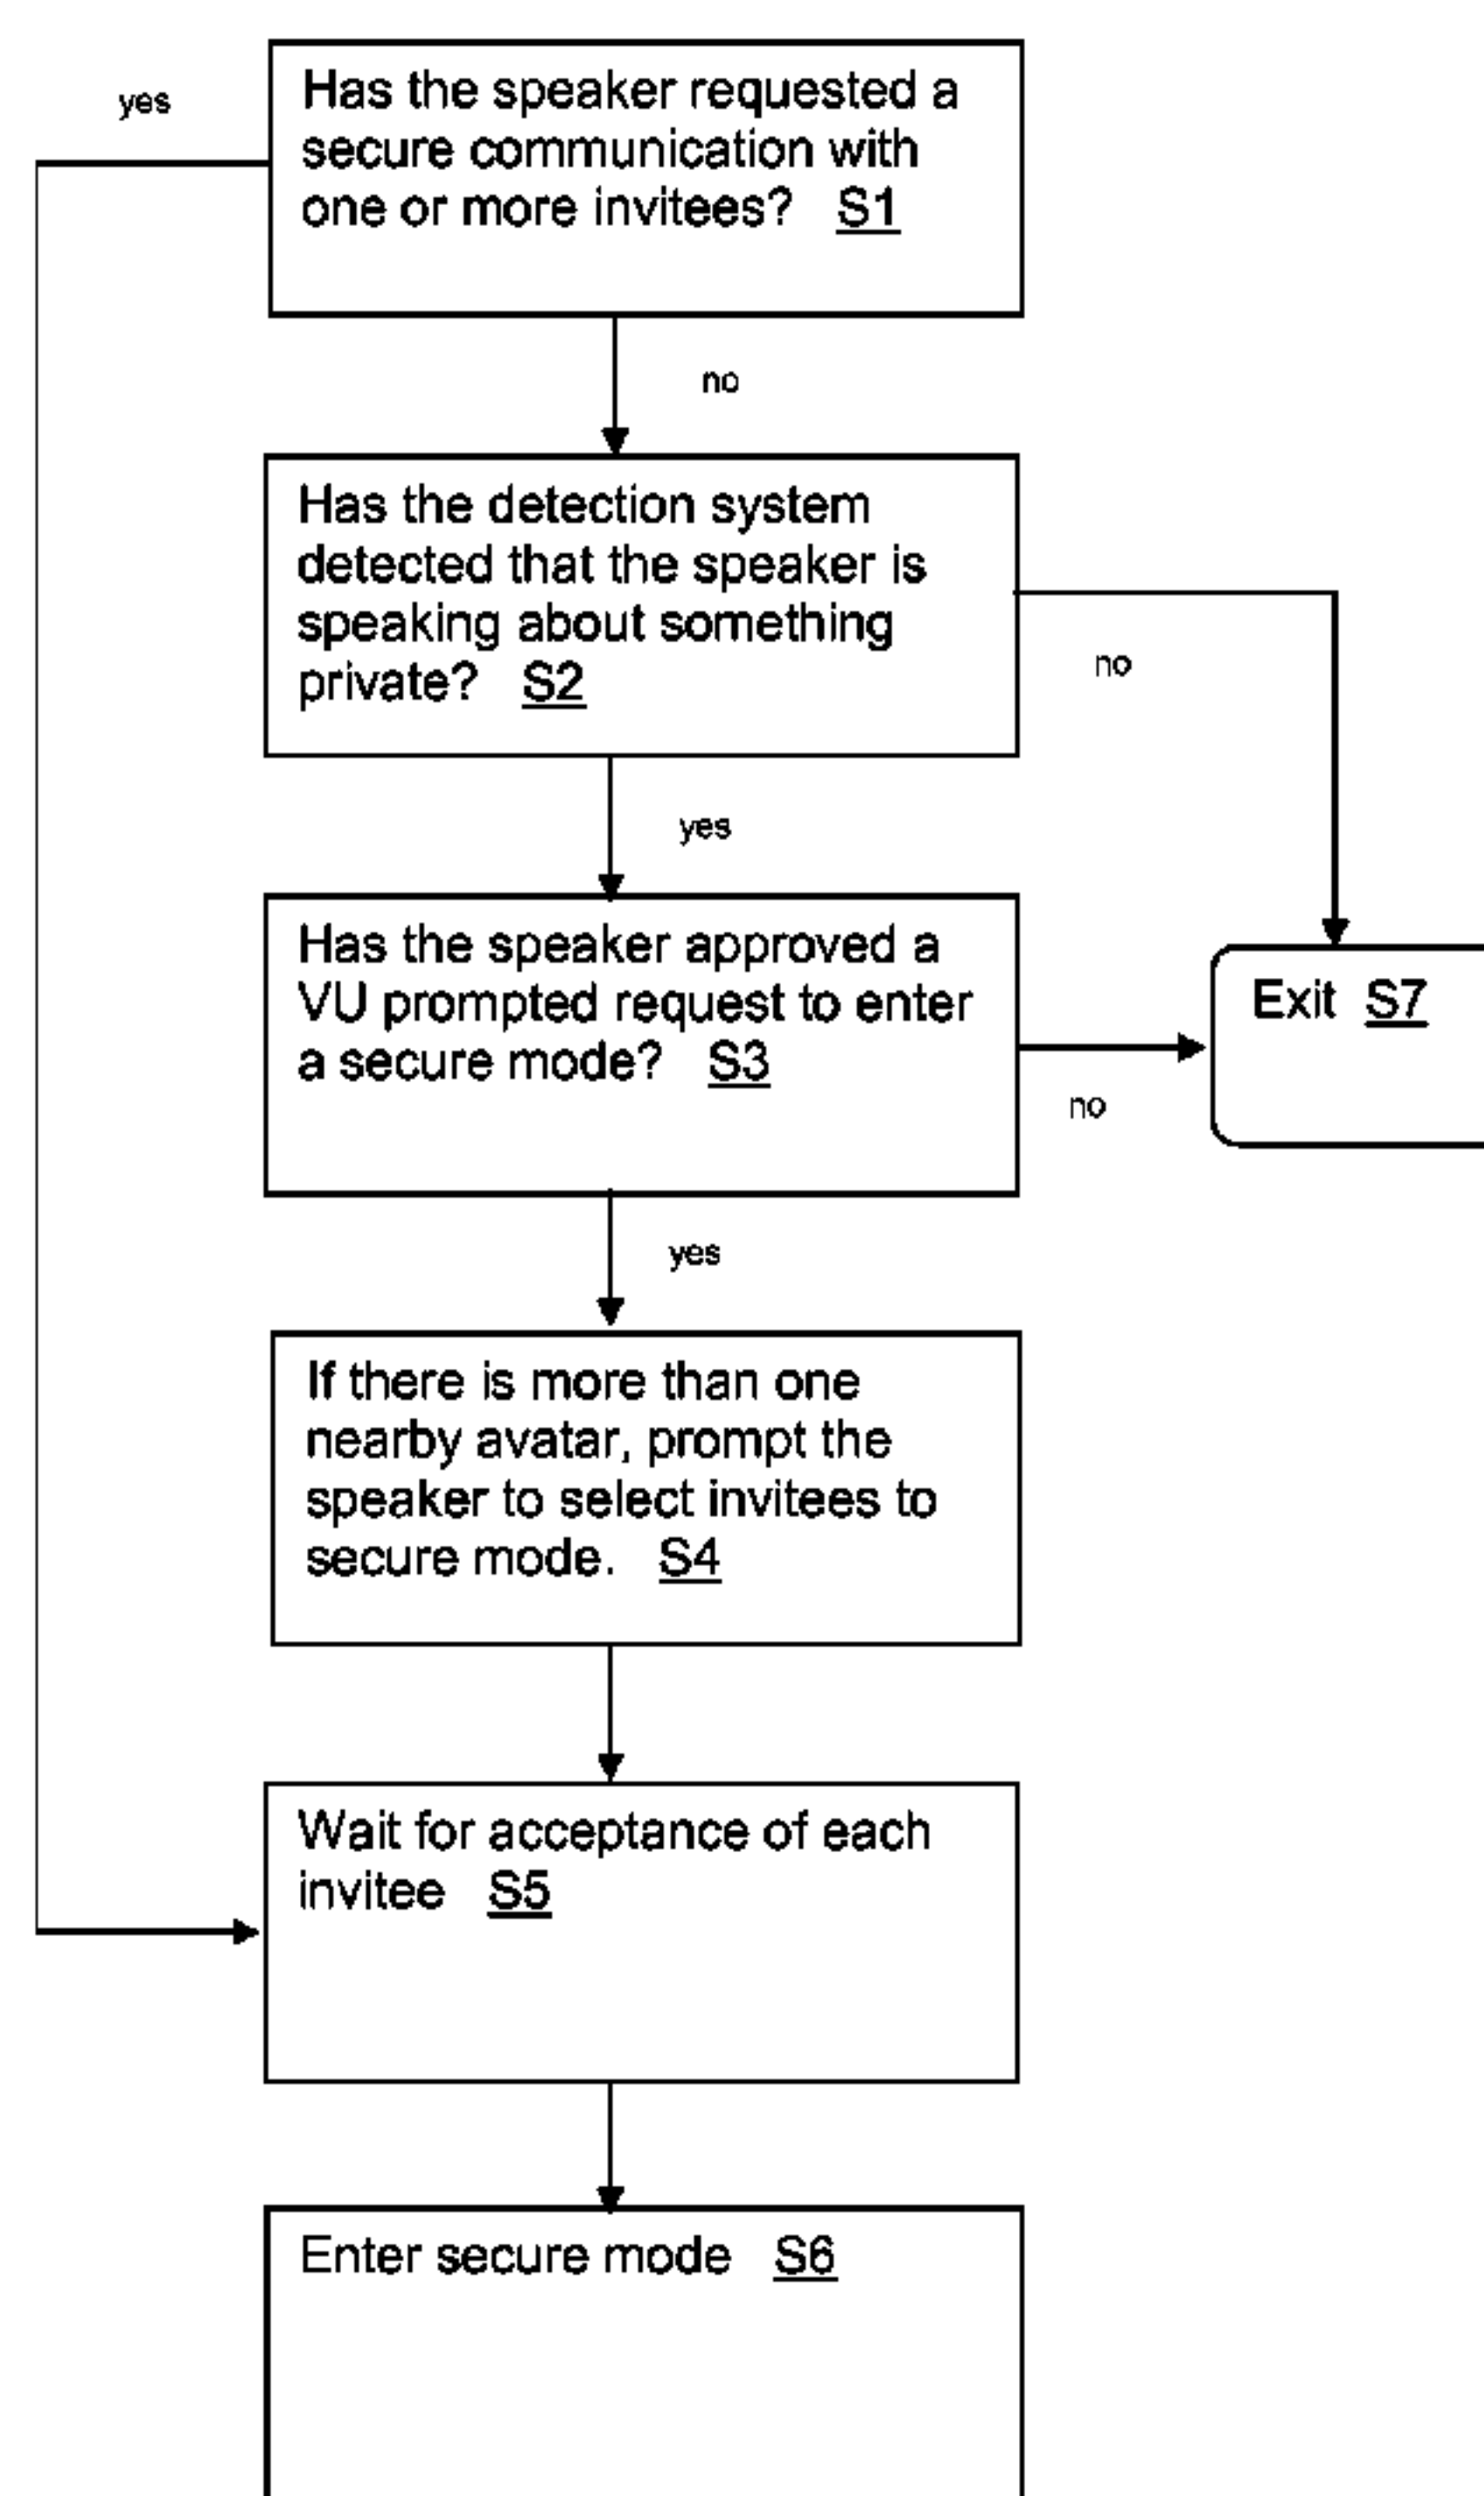 yes
Has the speaker requested a
secure communication with
one or more invitees? S1
no
Has the detection system
detected that the speaker is
speaking about something
private? S2
no
yes
Has the speaker approved a
VU prompted request to enter
a secure mode? S3
Exit S7
no
yes
If there is more than one
nearby avatar, prompt the
speaker to select invitees to
secure mode. S4
Wait for acceptance of each
invitee S5
Enter secure mode S6